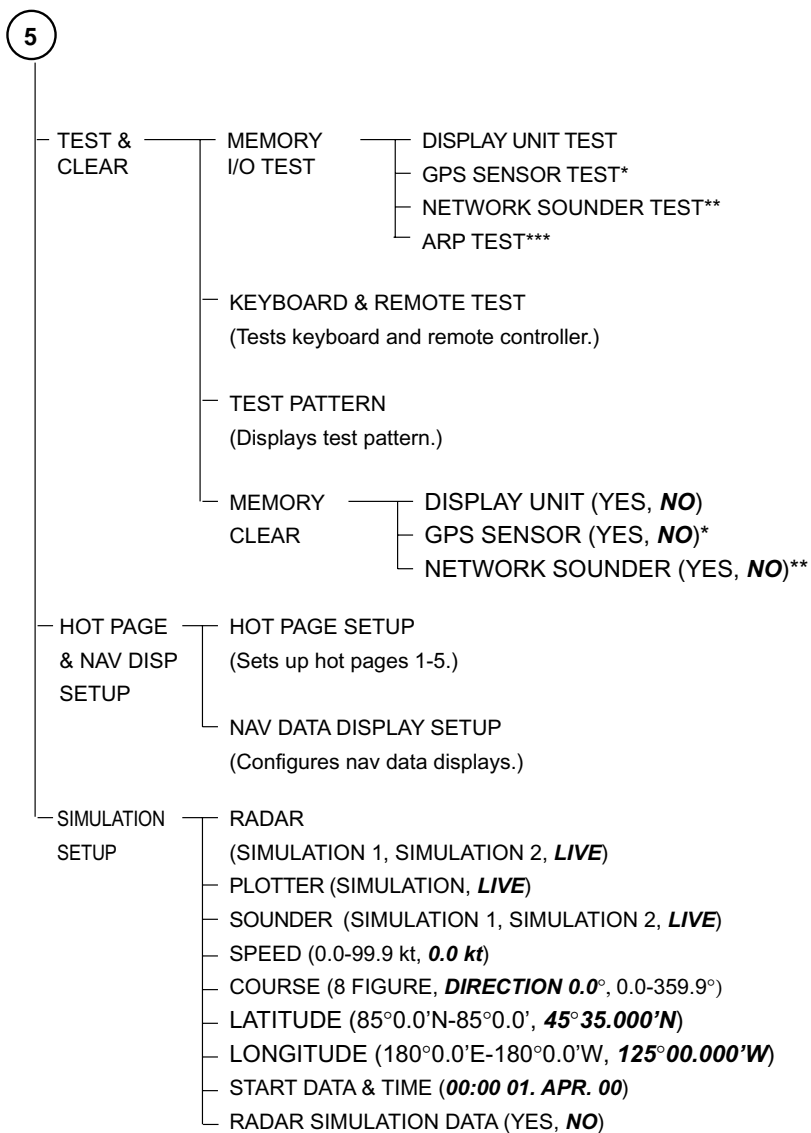 5
TEST & CLEAR
MEMORY I/O TEST
DISPLAY UNIT TEST
GPS SENSOR TEST*
NETWORK SOUNDER TEST**
ARP TEST***
KEYBOARD & REMOTE TEST
(Tests keyboard and remote controller.)
TEST PATTERN
(Displays test pattern.)
MEMORY CLEAR
DISPLAY UNIT (YES, NO)
GPS SENSOR (YES, NO)*
NETWORK SOUNDER (YES, NO)**
HOT PAGE & NAV DISP SETUP
HOT PAGE SETUP
(Sets up hot pages 1-5.)
NAV DATA DISPLAY SETUP
(Configures nav data displays.)
SIMULATION SETUP
RADAR
(SIMULATION 1, SIMULATION 2, LIVE)
PLOTTER (SIMULATION, LIVE)
SOUNDER (SIMULATION 1, SIMULATION 2, LIVE)
SPEED (0.0-99.9 kt, 0.0 kt)
COURSE (8 FIGURE, DIRECTION 0.0°, 0.0-359.9°)
LATITUDE (85°0.0'N-85°0.0', 45°35.000'N)
LONGITUDE (180°0.0'E-180°0.0'W, 125°00.000'W)
START DATA & TIME (00:00 01. APR. 00)
RADAR SIMULATION DATA (YES, NO)